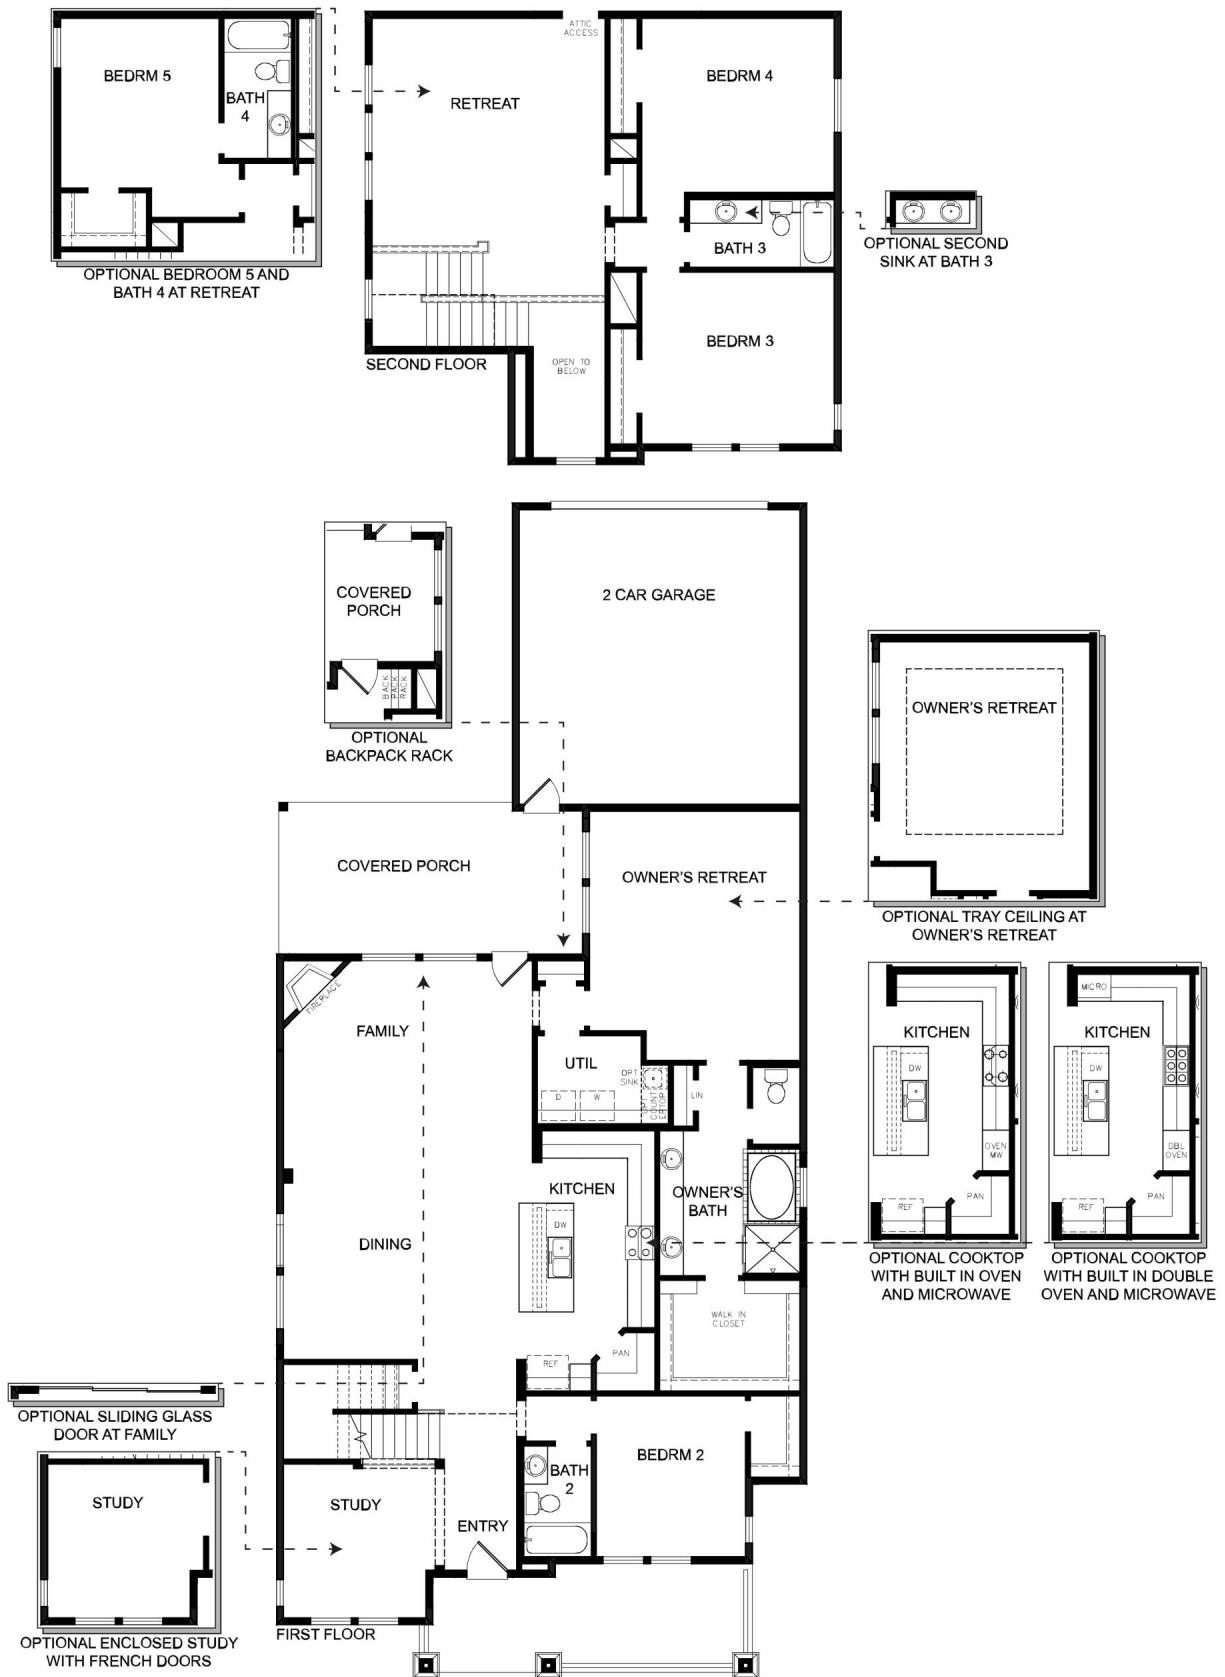 BEDRM 5
BATH
4
OPTIONAL BEDROOM 5 AND
BATH 4 AT RETREAT
ATTIC
ACCESS
RETREAT
BEDRM 4
BATH 3
OPTIONAL SECOND
SINK AT BATH 3
BEDRM 3
OPEN TO
BELOW
SECOND FLOOR
COVERED
PORCH
BACK
PACK
RACK
OPTIONAL
BACKPACK RACK
2 CAR GARAGE
OWNER'S RETREAT
OPTIONAL TRAY CEILING AT
OWNER'S RETREAT
COVERED PORCH
OWNER'S RETREAT
FIREPLACE
FAMILY
UTIL
OPT
SINK
D
W
OPT
COUNT
ERTOP
LIN
KITCHEN
DW
OWNER'S
BATH
DINING
WALK IN
CLOSET
REF
PAN
KITCHEN
DW
OVEN
MW
REF
PAN
OPTIONAL COOKTOP
WITH BUILT IN OVEN
AND MICROWAVE
MICRO
KITCHEN
DW
DBL
OVEN
REF
PAN
OPTIONAL COOKTOP
WITH BUILT IN DOUBLE
OVEN AND MICROWAVE
OPTIONAL SLIDING GLASS
DOOR AT FAMILY
STUDY
OPTIONAL ENCLOSED STUDY
WITH FRENCH DOORS
STUDY
ENTRY
BATH
2
BEDRM 2
FIRST FLOOR